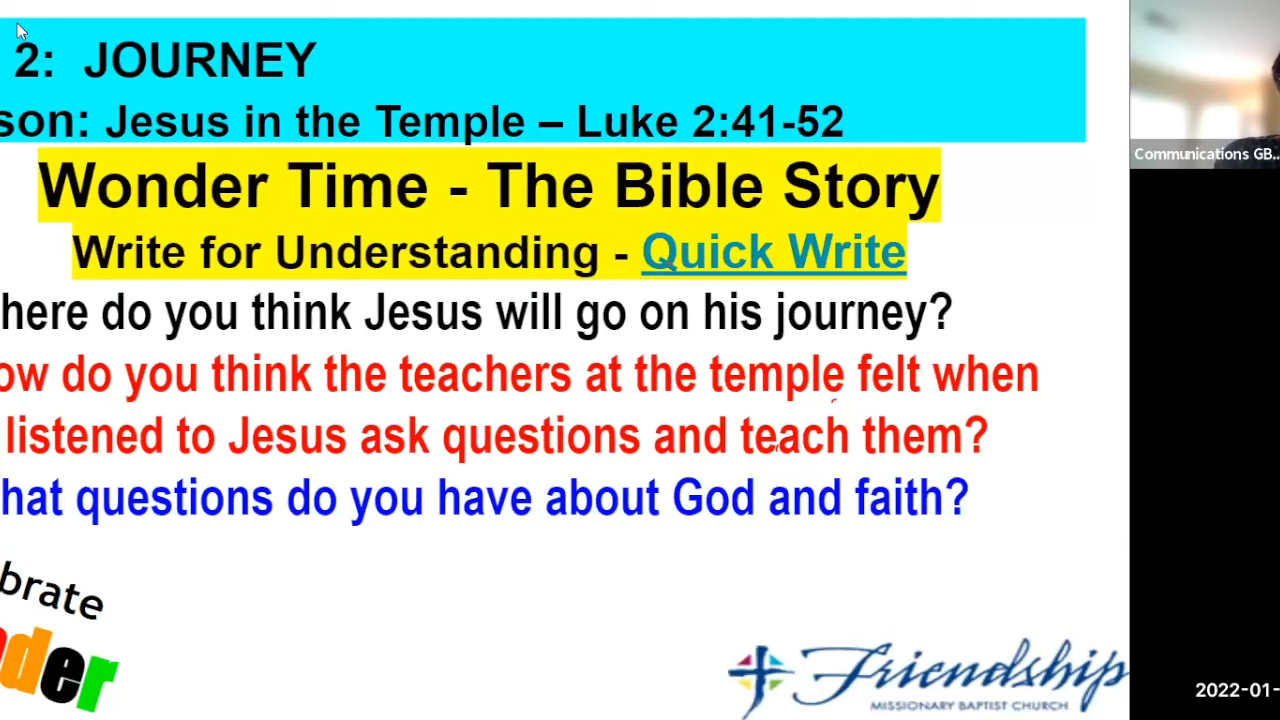 2: JOURNEY
son: Jesus in the Temple – Luke 2:41-52
Wonder Time - The Bible Story
Write for Understanding - Quick Write
here do you think Jesus will go on his journey?
ow do you think the teachers at the temple felt when
listened to Jesus ask questions and teach them?
hat questions do you have about God and faith?
brate
der
Friendship
MISSIONARY BAPTIST CHURCH
Communications GB...
2022-01-